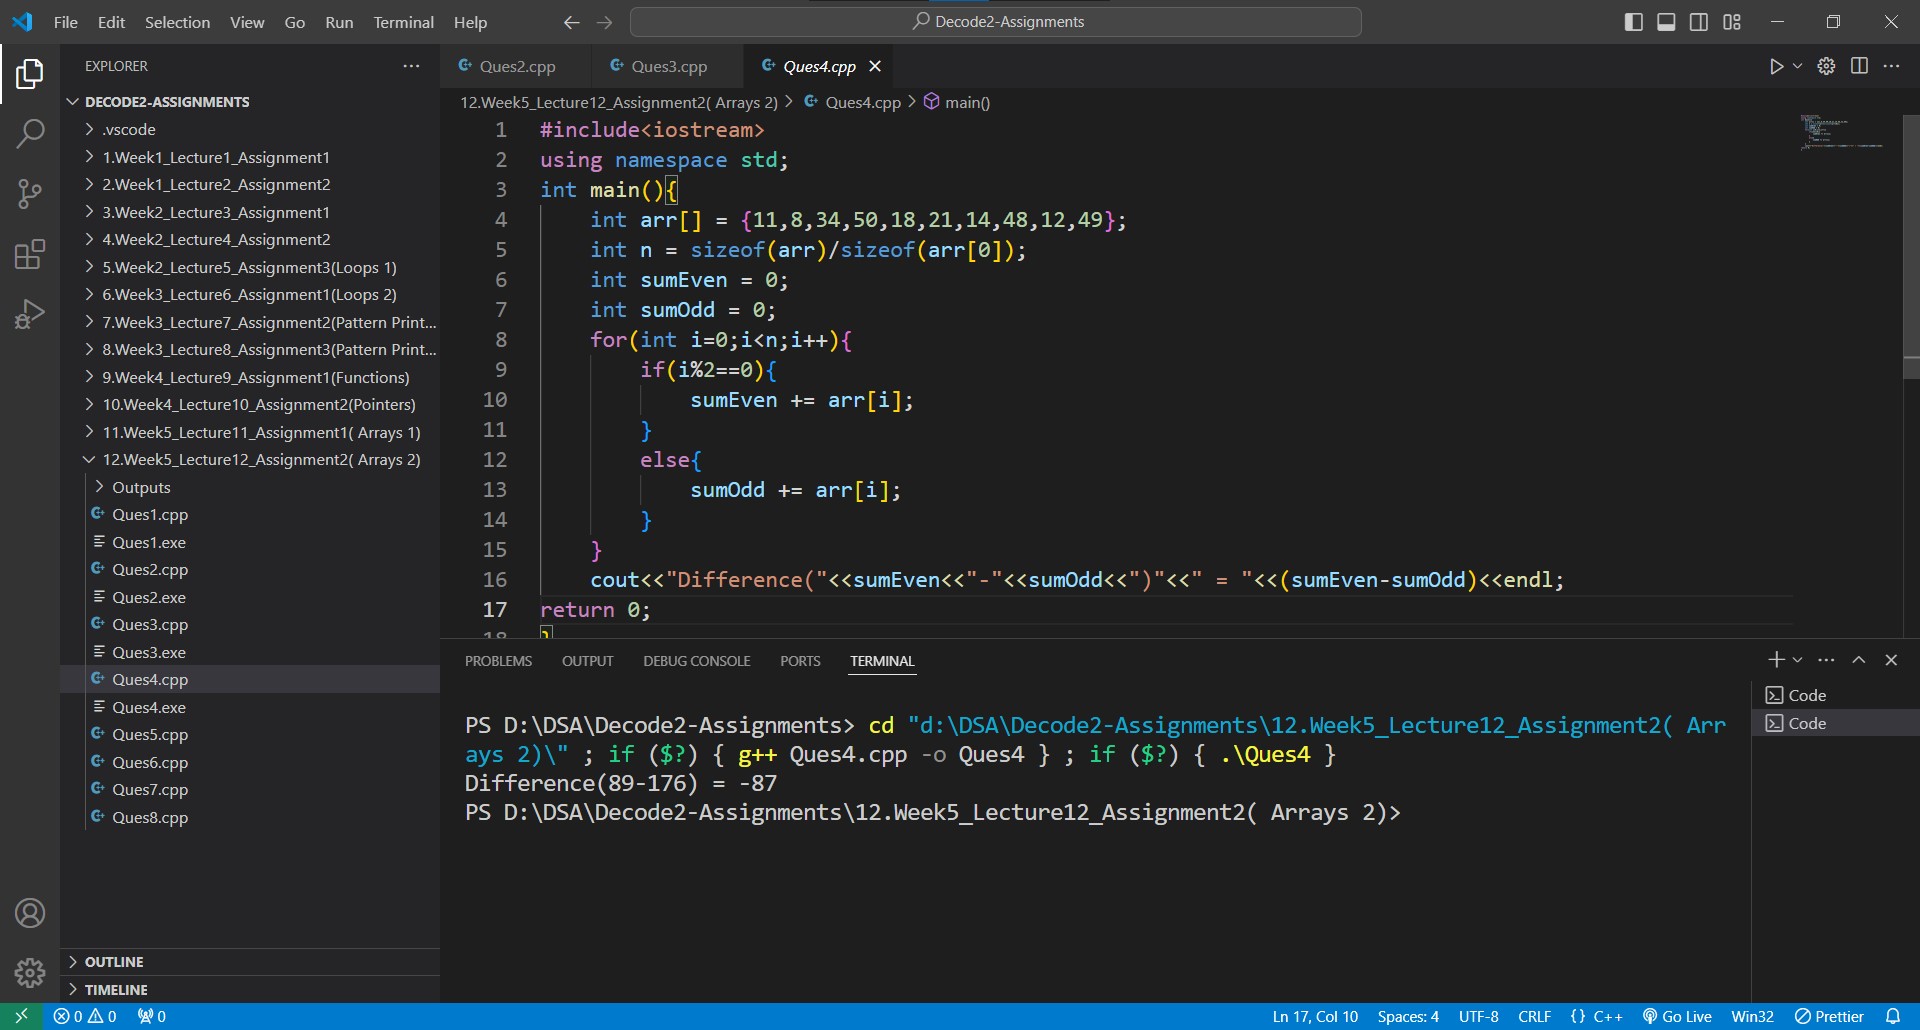 File Edit Selection View Go Run Terminal Help
Decode2-Assignments
EXPLORER
DECODE2-ASSIGNMENTS
.vscode
1.Week1_Lecture1_Assignment1
2.Week1_Lecture2_Assignment2
3.Week2_Lecture3_Assignment1
4.Week2_Lecture4_Assignment2
5.Week2_Lecture5_Assignment3(Loops 1)
6.Week3_Lecture6_Assignment1(Loops 2)
7.Week3_Lecture7_Assignment2(Pattern Print...
8.Week3_Lecture8_Assignment3(Pattern Print...
9.Week4_Lecture9_Assignment1(Functions)
10.Week4_Lecture10_Assignment2(Pointers)
11.Week5_Lecture11_Assignment1( Arrays 1)
12.Week5_Lecture12_Assignment2( Arrays 2)
Outputs
Ques1.cpp
Ques1.exe
Ques2.cpp
Ques2.exe
Ques3.cpp
Ques3.exe
Ques4.cpp
Ques4.exe
Ques5.cpp
Ques6.cpp
Ques7.cpp
Ques8.cpp
OUTLINE
TIMELINE
Ques2.cpp Ques3.cpp Ques4.cpp
12.Week5_Lecture12_Assignment2( Arrays 2) > Ques4.cpp > main()
1 #include<iostream>
2 using namespace std;
3 int main(){
4 int arr[] = {11,8,34,50,18,21,14,48,12,49};
5 int n = sizeof(arr)/sizeof(arr[0]);
6 int sumEven = 0;
7 int sumOdd = 0;
8 for(int i=0;i<n;i++){
9 if(i%2==0){
10 sumEven += arr[i];
11 }
12 else{
13 sumOdd += arr[i];
14 }
15 }
16 cout<<"Difference("<<sumEven<<"-"<<sumOdd<<")"<<" = "<<(sumEven-sumOdd)<<endl;
17 return 0;
18 }
PROBLEMS OUTPUT DEBUG CONSOLE PORTS TERMINAL
PS D:\DSA\Decode2-Assignments> cd "d:\DSA\Decode2-Assignments\12.Week5_Lecture12_Assignment2( Arr
ays 2)\" ; if ($?) { g++ Ques4.cpp -o Ques4 } ; if ($?) { .\Ques4 }
Difference(89-176) = -87
PS D:\DSA\Decode2-Assignments\12.Week5_Lecture12_Assignment2( Arrays 2)>
Code
Code
0 0 0 Ln 17, Col 10 Spaces: 4 UTF-8 CRLF {} C++ Go Live Win32 Prettier